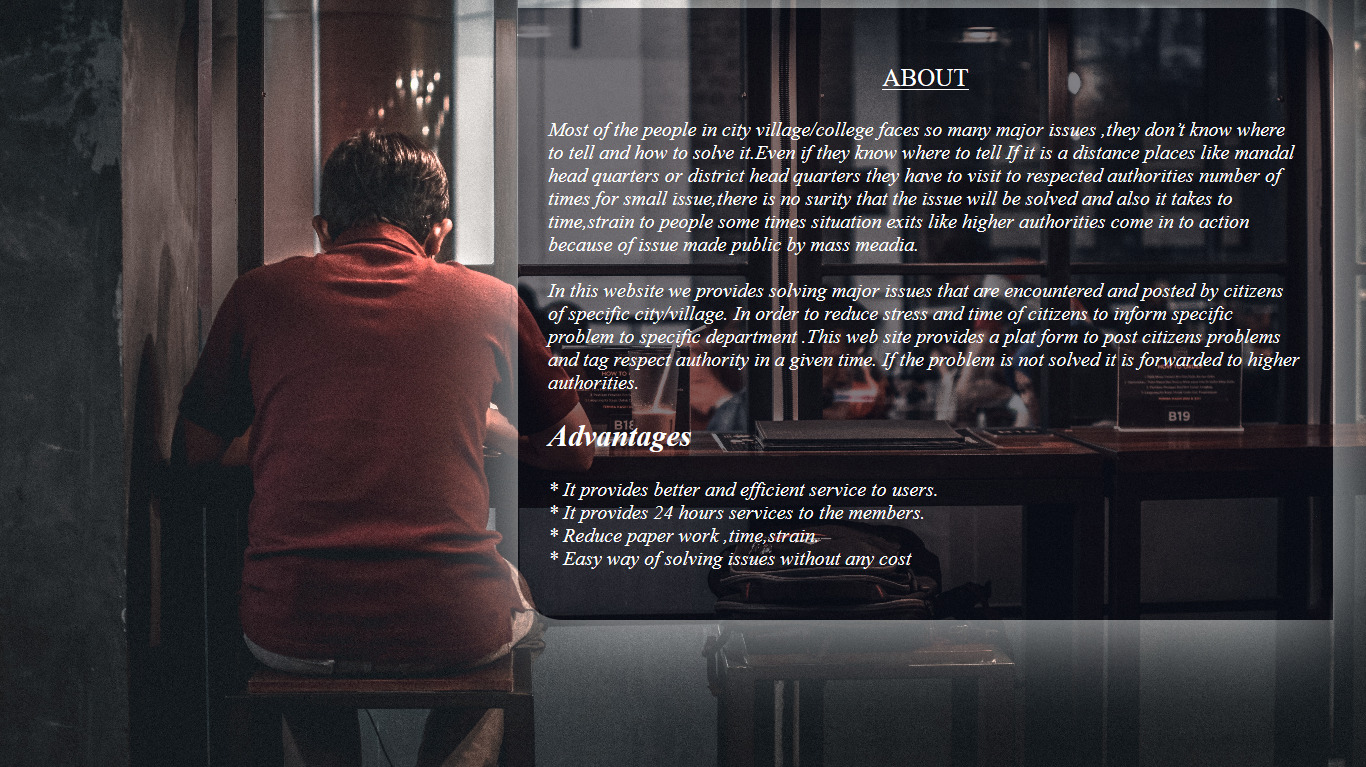 ABOUT
Most of the people in city village/college faces so many major issues ,they don’t know where
to tell and how to solve it.Even if they know where to tell If it is a distance places like mandal
head quarters or district head quarters they have to visit to respected authorities number of
times for small issue,there is no surity that the issue will be solved and also it takes to
time,strain to people some times situation exits like higher authorities come in to action
because of issue made public by mass meadia.
In this website we provides solving major issues that are encountered and posted by citizens
of specific city/village. In order to reduce stress and time of citizens to inform specific
problem to specific department .This web site provides a plat form to post citizens problems
and tag respect authority in a given time. If the problem is not solved it is forwarded to higher
authorities.
HOW TO
B18
B19
Advantages
* It provides better and efficient service to users.
* It provides 24 hours services to the members.
* Reduce paper work ,time,strain.
* Easy way of solving issues without any cost